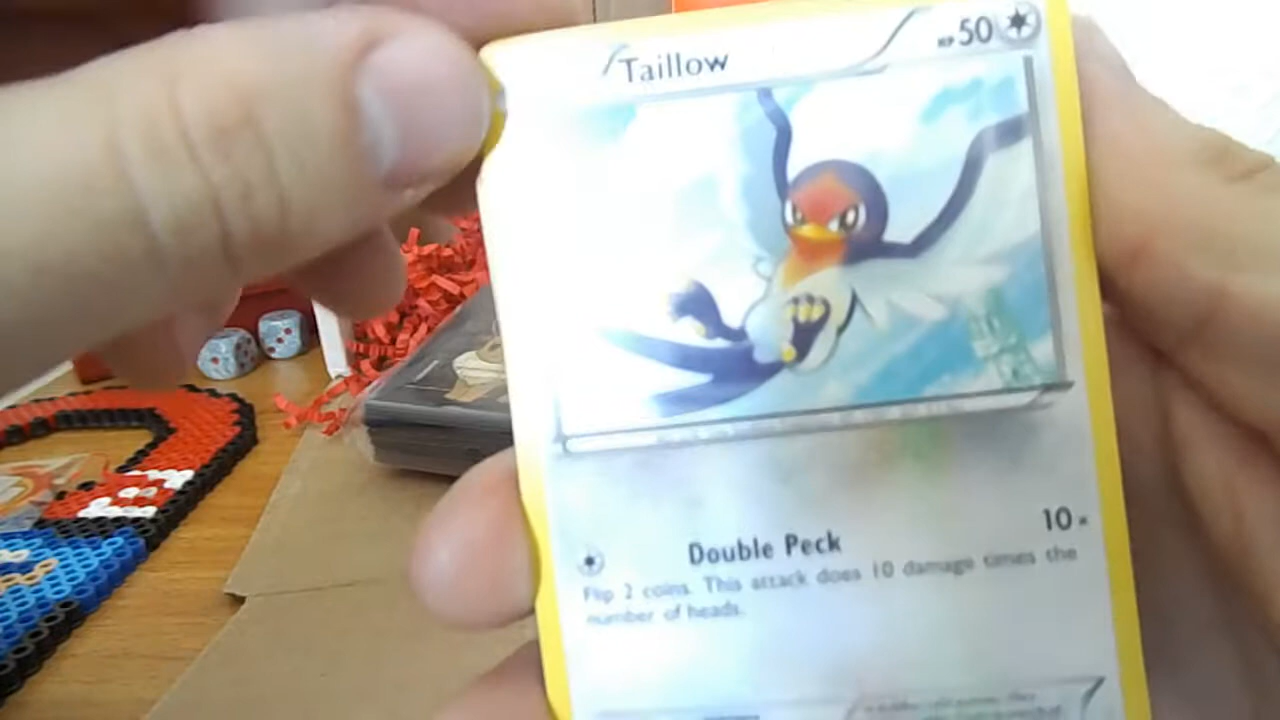 Taillow
HP 50
Double Peck
10×
Flip 2 coins. This attack does 10 damage times the
number of heads.